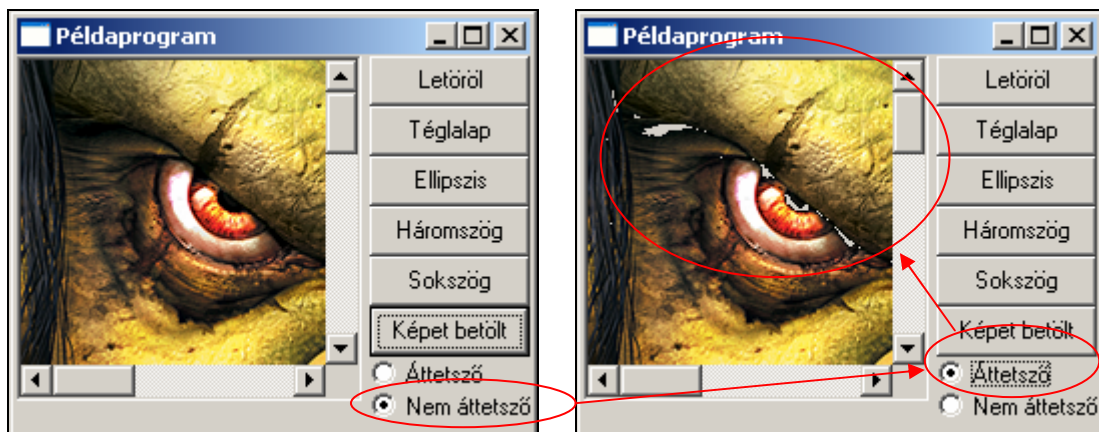 Példaprogram
Letöröl
Téglalap
Ellipszis
Háromszög
Sokszög
Képet betölt
Áttetsző
Nem áttetsző
Példaprogram
Letöröl
Téglalap
Ellipszis
Háromszög
Sokszög
Képet betölt
Áttetsző
Nem áttetsző